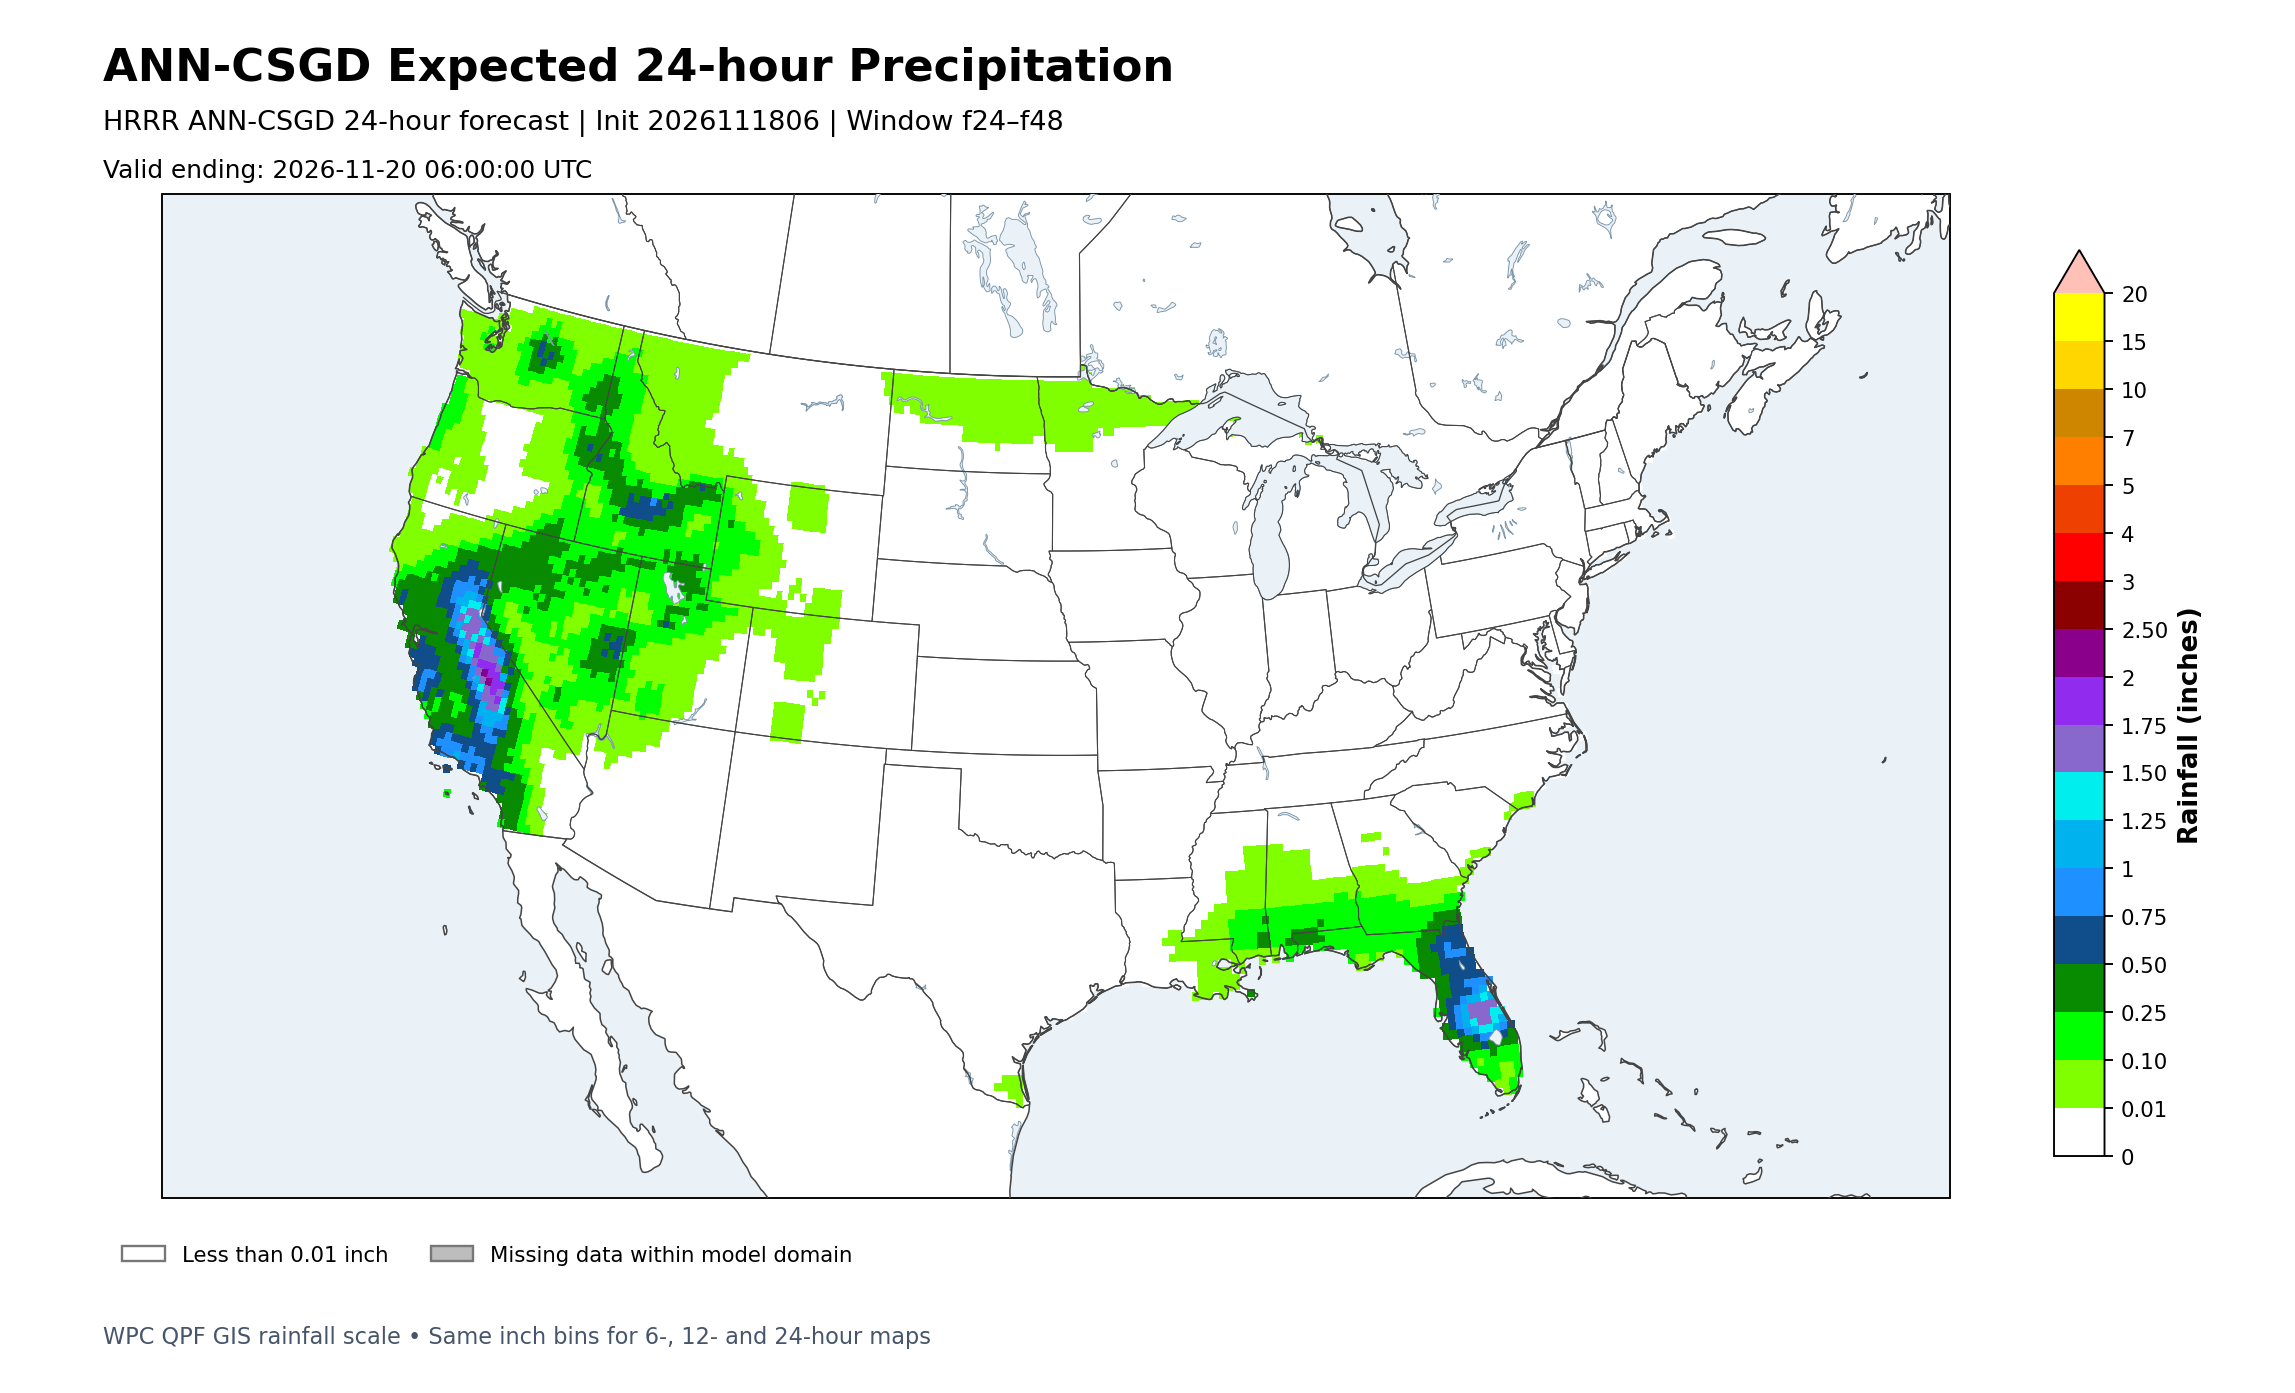 ANN-CSGD Expected 24-hour Precipitation
HRRR ANN-CSGD 24-hour forecast | Init 2026111806 | Window f24–f48
Valid ending: 2026-11-20 06:00:00 UTC
20
15
10
7
5
4
3
2.50
2
1.75
1.50
1.25
1
0.75
0.50
0.25
0.10
0.01
0
Rainfall (inches)
Less than 0.01 inch
Missing data within model domain
WPC QPF GIS rainfall scale • Same inch bins for 6-, 12- and 24-hour maps